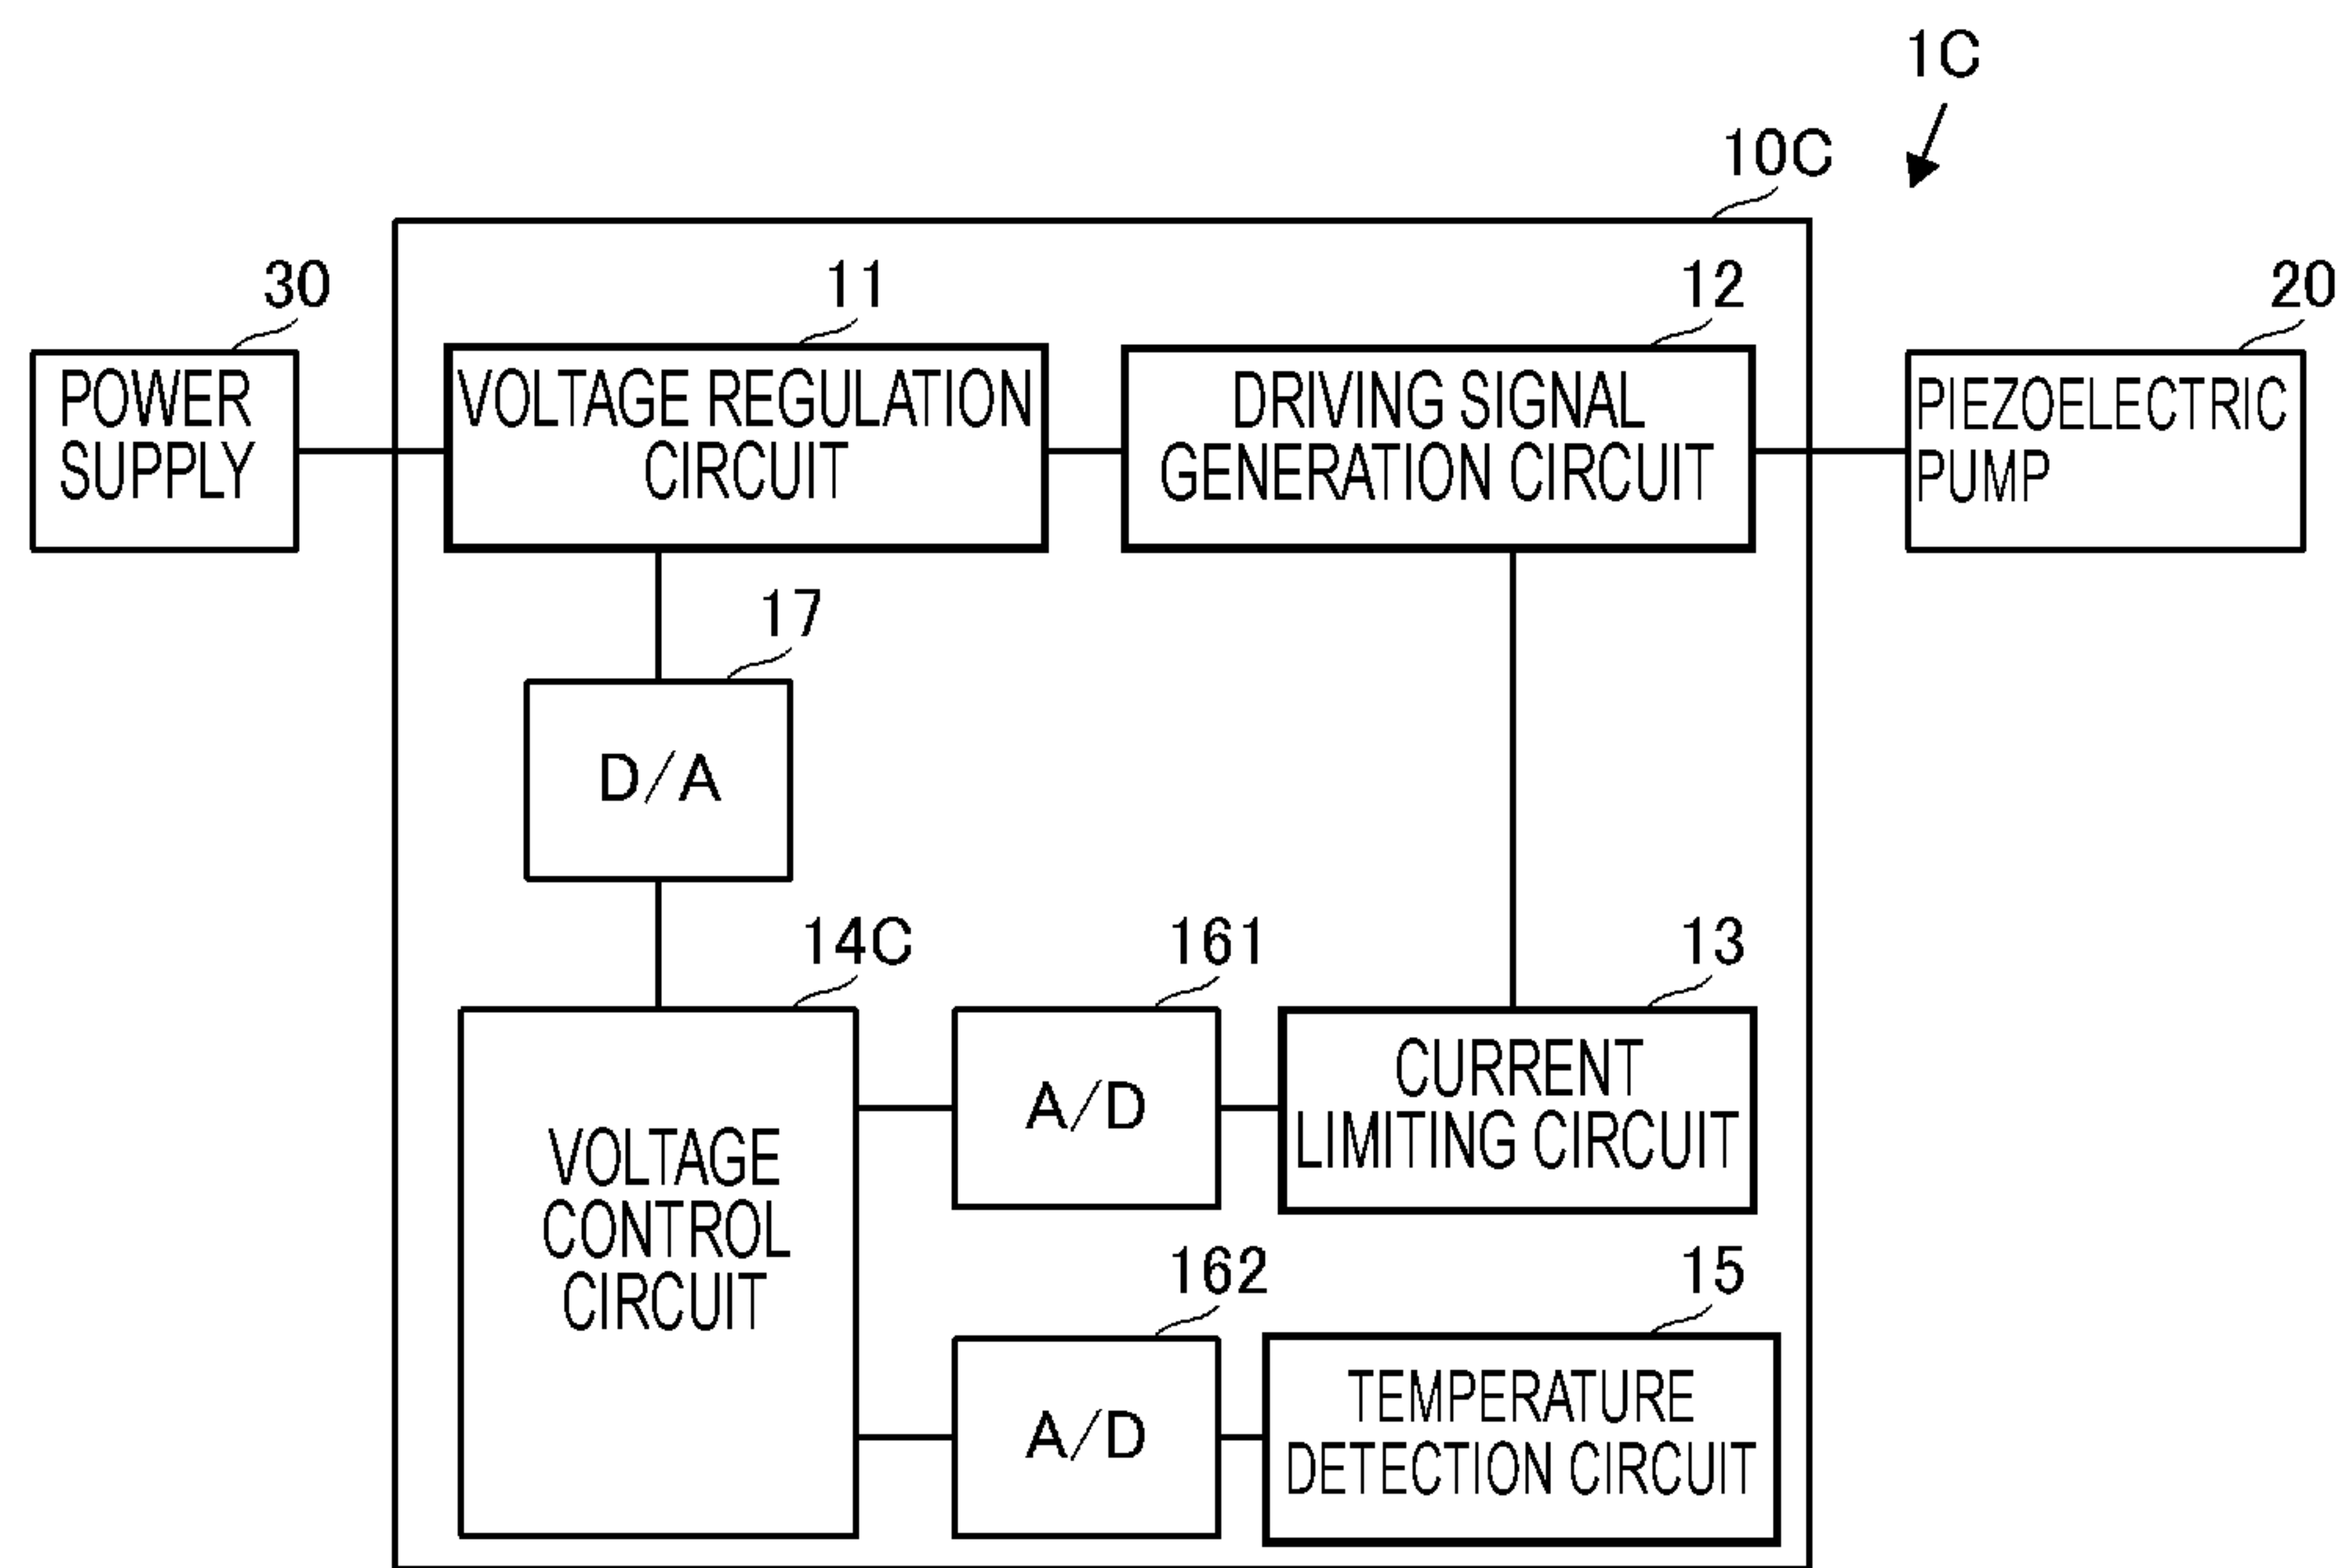 1C
10C
30
11
12
20
POWER
SUPPLY
VOLTAGE REGULATION
CIRCUIT
DRIVING SIGNAL
GENERATION CIRCUIT
PIEZOELECTRIC
PUMP
17
D/A
14C
161
13
VOLTAGE
CONTROL
CIRCUIT
A/D
CURRENT
LIMITING CIRCUIT
162
15
A/D
TEMPERATURE
DETECTION CIRCUIT